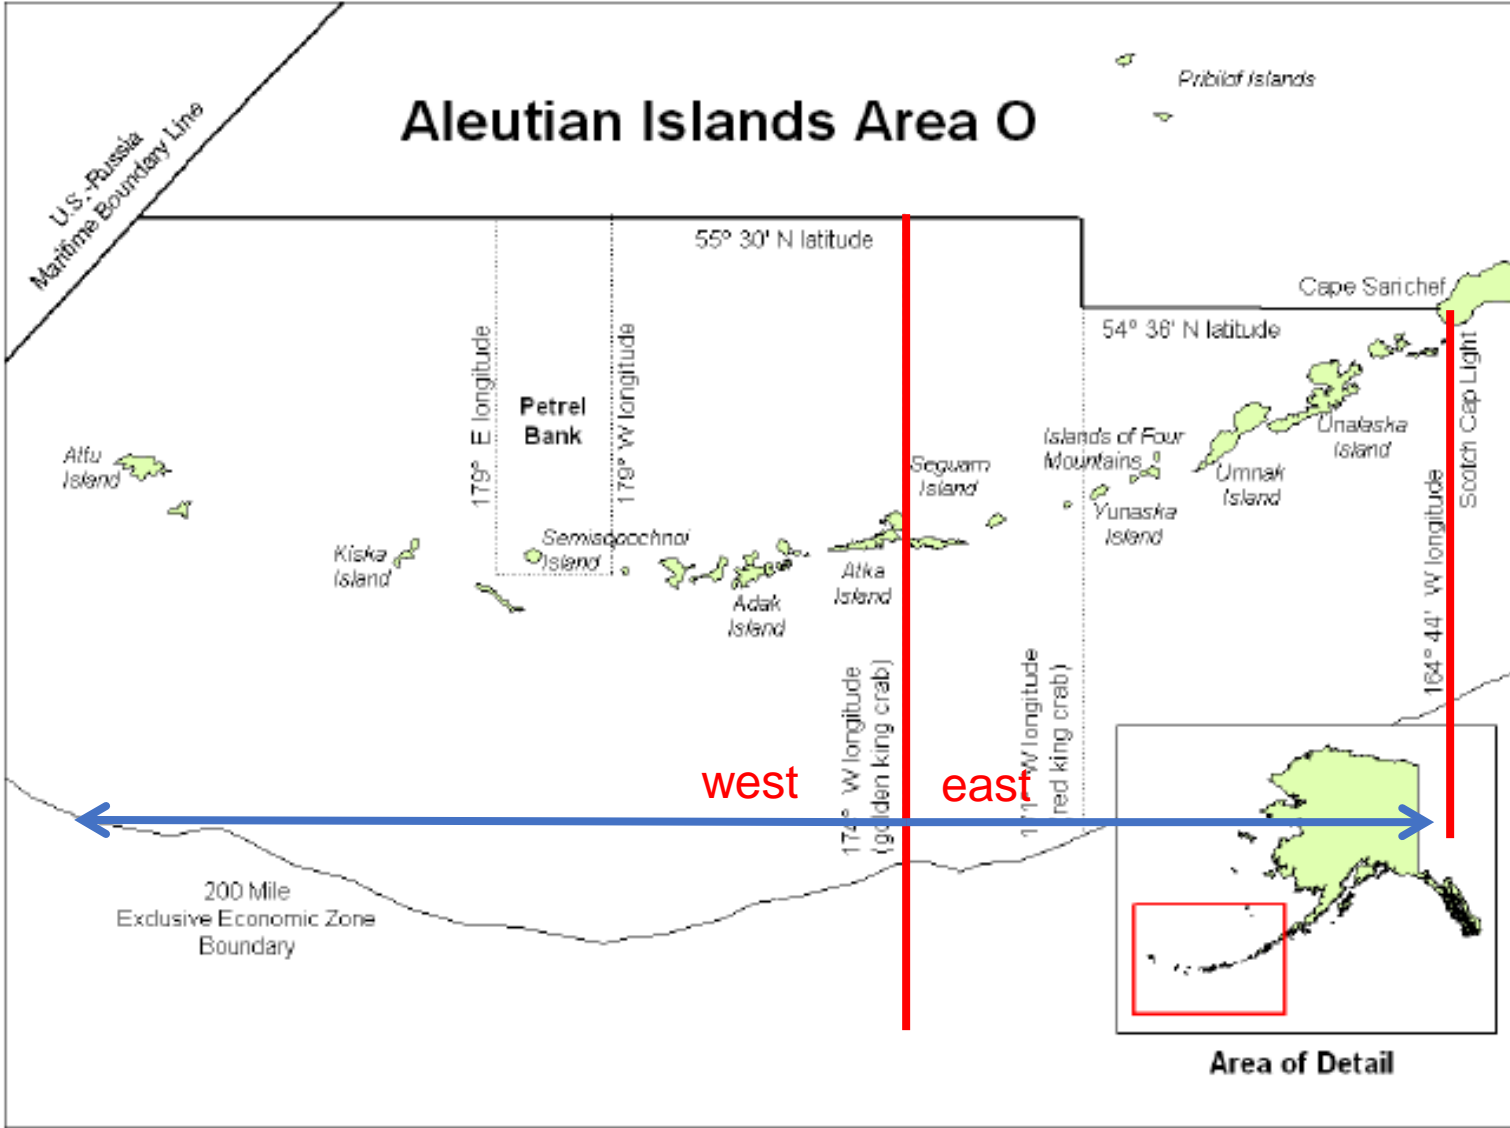 Pribilof Islands
Aleutian Islands Area O
U.S.-Russia
Maritime Boundary Line
55° 30' N latitude
Cape Sarichef
54° 36' N latitude
179° E longitude
179° W longitude
Petrel
Bank
Scotch Cap Light
164° 44' W longitude
Attu
Island
Kiska
Island
Semisopochnoi
Island
Adak
Island
Atka
Island
Seguam
Island
Islands of Four
Mountains
Yunaska
Island
Umnak
Island
Unalaska
Island
174° W longitude
(golden king crab)
171° W longitude
red king crab)
west
east
200 Mile
Exclusive Economic Zone
Boundary
Area of Detail